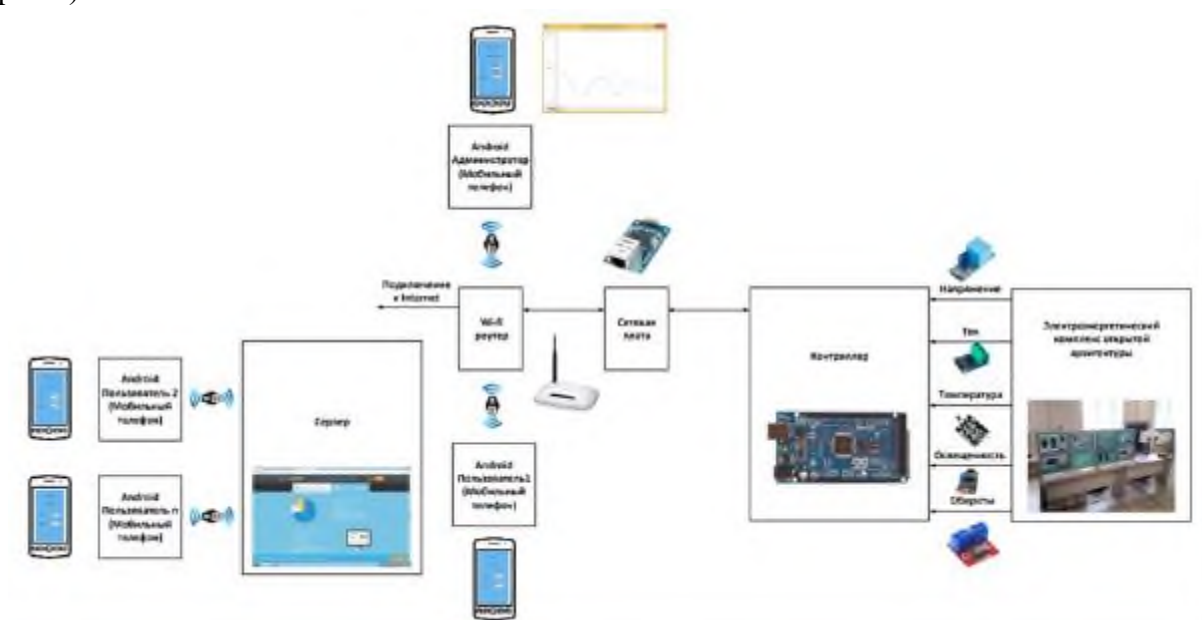 Android
Администратор
(Мобильный
телефон)
Подключение
к Internet
Wi-fi
роутер
Сетевая
плата
Контроллер
Напряжение
Ток
Температура
Освещенность
Обороты
Электроэнергетический
комплекс открытой
архитектуры
Android
Пользователь 2
(Мобильный
телефон)
Android
Пользователь n
(Мобильный
телефон)
Сервер
Android
Пользователь1
(Мобильный
телефон)